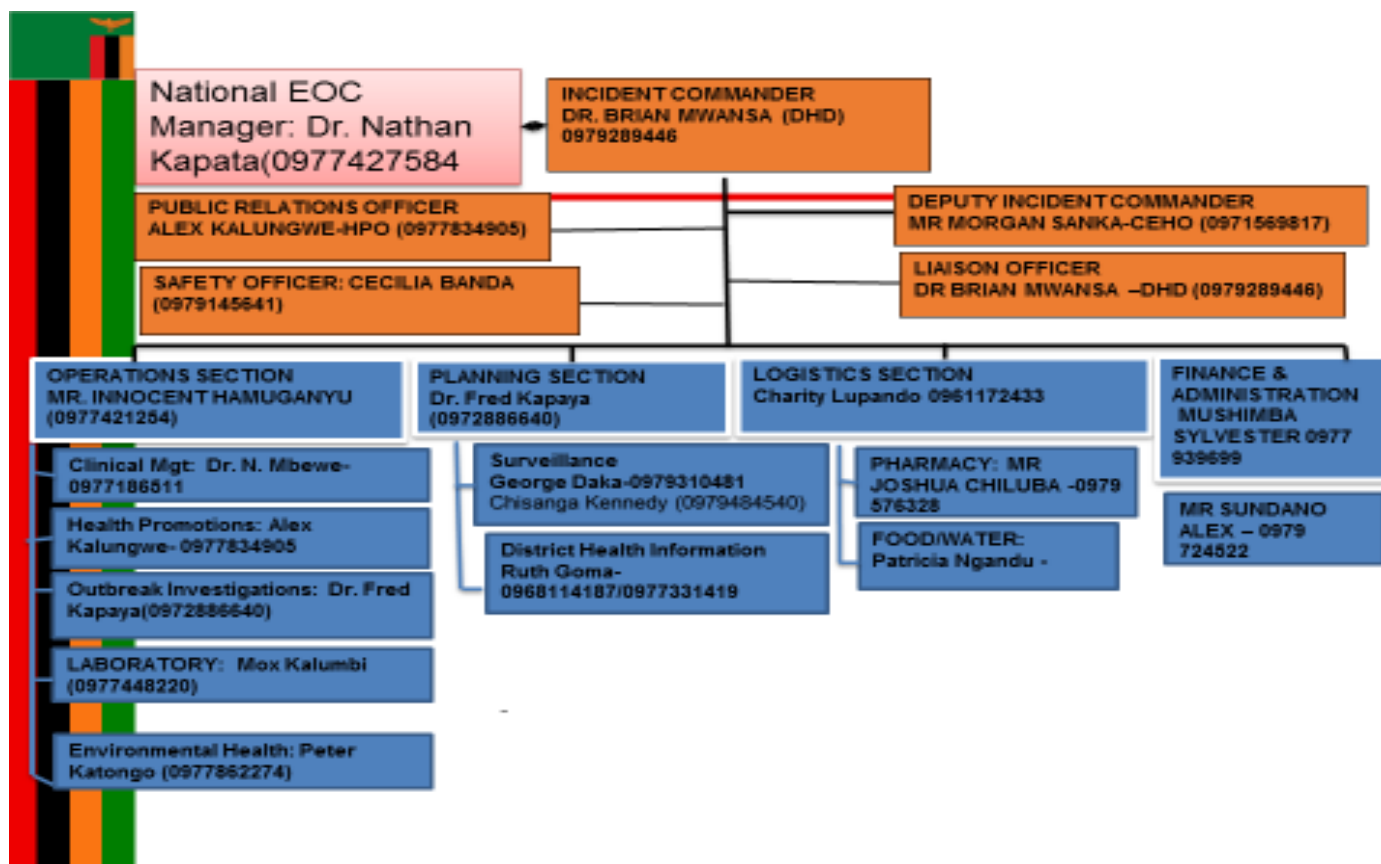 National EOC
Manager: Dr. Nathan
Kapata(0977427584
INCIDENT COMMANDER
DR. BRIAN MWANSA (DHD)
0979289446
PUBLIC RELATIONS OFFICER
ALEX KALUNGWE-HPO (0977834905)
DEPUTY INCIDENT COMMANDER
MR MORGAN SANKA-CEHO (0971569817)
SAFETY OFFICER: CECILIA BANDA
(0979145641)
LIAISON OFFICER
DR BRIAN MWANSA –DHD (0979289446)
OPERATIONS SECTION
MR. INNOCENT HAMUGANYU
(0977421254)
PLANNING SECTION
Dr. Fred Kapaya
(0972886640)
LOGISTICS SECTION
Charity Lupando 0961172433
FINANCE &
ADMINISTRATION
MUSHIMBA
SYLVESTER 0977
939699
Clinical Mgt: Dr. N. Mbewe-
0977186511
Health Promotions: Alex
Kalungwe- 0977834905
Outbreak Investigations: Dr. Fred
Kapaya(0972886640)
LABORATORY: Mox Kalumbi
(0977448220)
Environmental Health: Peter
Katongo (0977862274)
Surveillance
George Daka-0979310481
Chisanga Kennedy (0979484540)
District Health Information
Ruth Goma-
0968114187/0977331419
PHARMACY: MR
JOSHUA CHILUBA -0979
576328
FOOD/WATER:
Patricia Ngandu -
MR SUNDANO
ALEX – 0979
724522